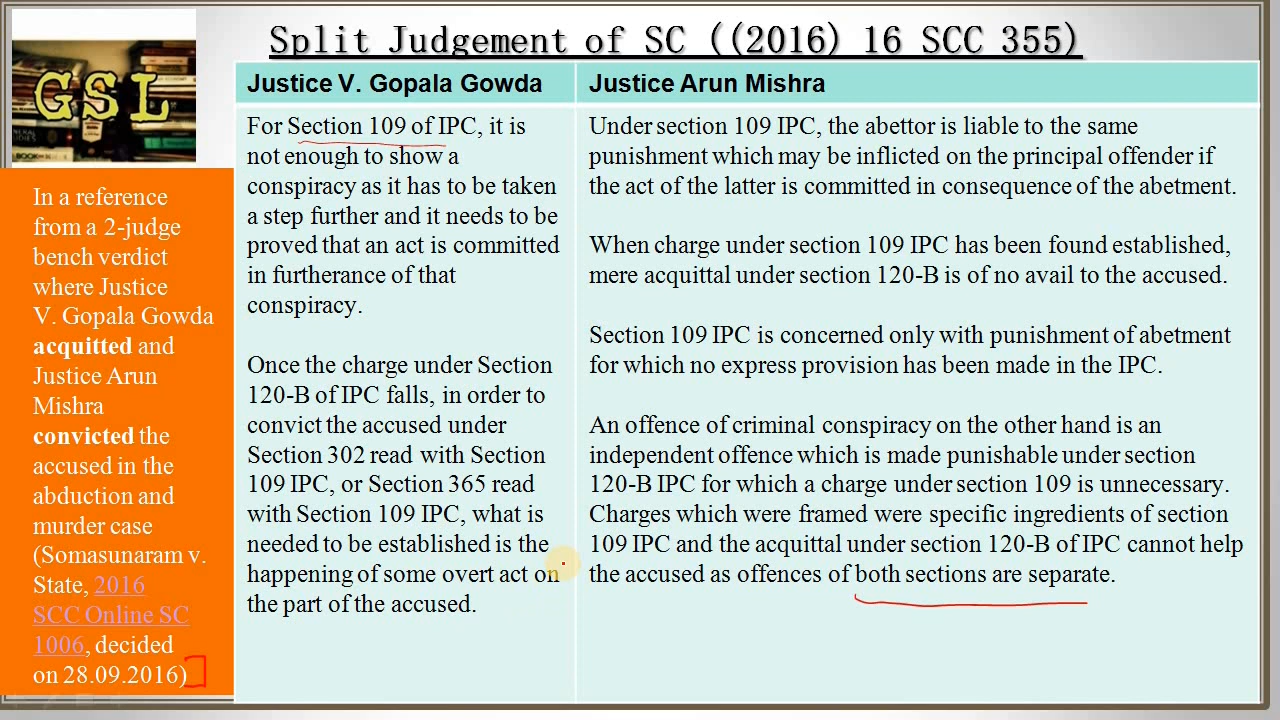 Split Judgement of SC ((2016) 16 SCC 355)
GSL
In a reference
from a 2-judge
bench verdict
where Justice
V. Gopala Gowda
acquitted and
Justice Arun
Mishra
convicted the
accused in the
abduction and
murder case
(Somasunaram v.
State, 2016
SCC Online SC
1006, decided
on 28.09.2016)
Justice V. Gopala Gowda
For Section 109 of IPC, it is
not enough to show a
conspiracy as it has to be taken
a step further and it needs to be
proved that an act is committed
in furtherance of that
conspiracy.
Once the charge under Section
120-B of IPC falls, in order to
convict the accused under
Section 302 read with Section
109 IPC, or Section 365 read
with Section 109 IPC, what is
needed to be established is the
happening of some overt act on
the part of the accused.
Justice Arun Mishra
Under section 109 IPC, the abettor is liable to the same
punishment which may be inflicted on the principal offender if
the act of the latter is committed in consequence of the abetment.
When charge under section 109 IPC has been found established,
mere acquittal under section 120-B is of no avail to the accused.
Section 109 IPC is concerned only with punishment of abetment
for which no express provision has been made in the IPC.
An offence of criminal conspiracy on the other hand is an
independent offence which is made punishable under section
120-B IPC for which a charge under section 109 is unnecessary.
Charges which were framed were specific ingredients of section
109 IPC and the acquittal under section 120-B of IPC cannot help
the accused as offences of both sections are separate.